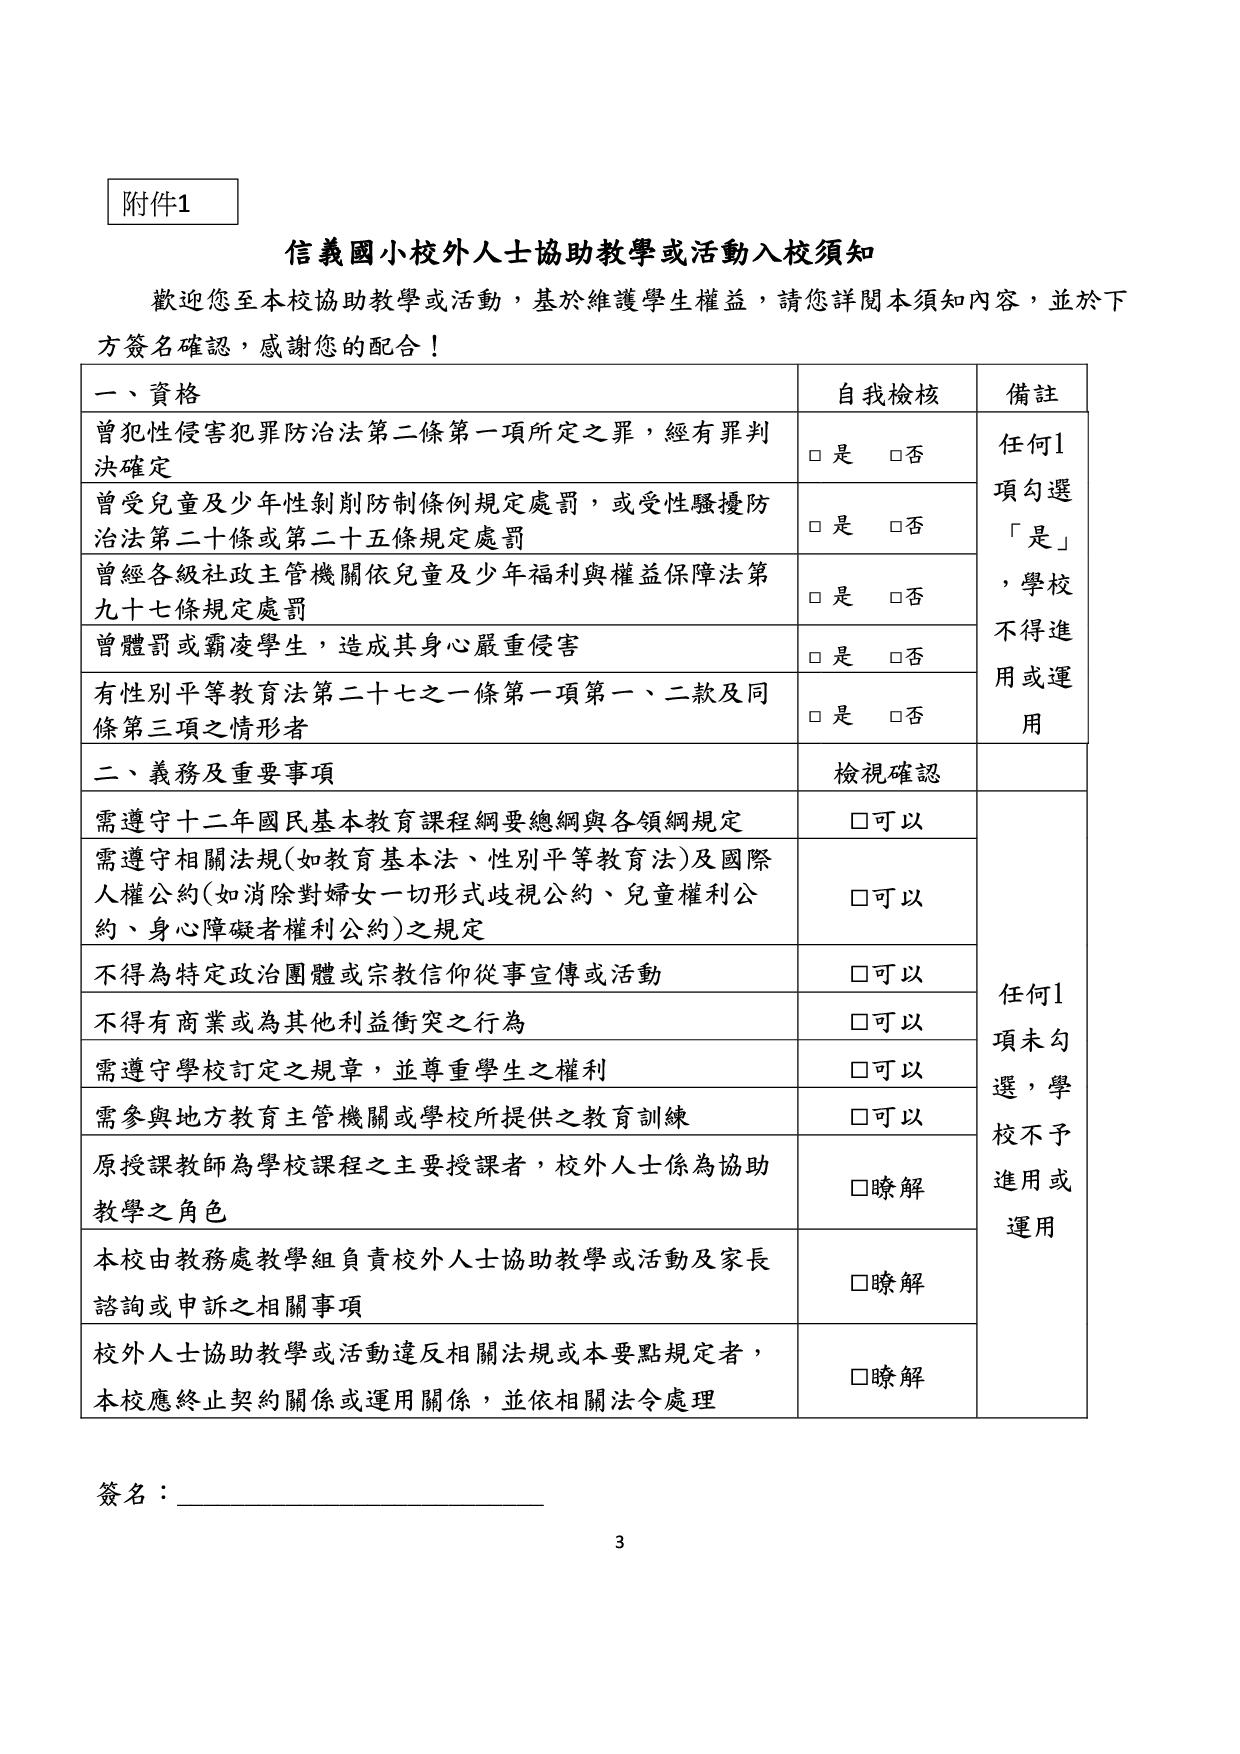 附件1
信義國小校外人士協助教學或活動入校須知
歡迎您至本校協助教學或活動，基於維護學生權益，請您詳閱本須知內容，並於下
方簽名確認，感謝您的配合！
一、資格 自我檢核 備註
曾犯性侵害犯罪防治法第二條第一項所定之罪，經有罪判
決確定
□ 是 □否
曾受兒童及少年性剝削防制條例規定處罰，或受性騷擾防
治法第二十條或第二十五條規定處罰
□ 是 □否
曾經各級社政主管機關依兒童及少年福利與權益保障法第
九十七條規定處罰
□ 是 □否
曾體罰或霸凌學生，造成其身心嚴重侵害
□ 是 □否
有性別平等教育法第二十七之一條第一項第一、二款及同
條第三項之情形者
□ 是 □否
任何1
項勾選
「是」
，學校
不得進
用或運
用
二、義務及重要事項 檢視確認
需遵守十二年國民基本教育課程綱要總綱與各領綱規定 □可以
需遵守相關法規(如教育基本法、性別平等教育法)及國際
人權公約(如消除對婦女一切形式歧視公約、兒童權利公
約、身心障礙者權利公約)之規定
□可以
不得為特定政治團體或宗教信仰從事宣傳或活動 □可以
不得有商業或為其他利益衝突之行為 □可以
需遵守學校訂定之規章，並尊重學生之權利 □可以
需參與地方教育主管機關或學校所提供之教育訓練 □可以
原授課教師為學校課程之主要授課者，校外人士係為協助
教學之角色
□瞭解
本校由教務處教學組負責校外人士協助教學或活動及家長
諮詢或申訴之相關事項
□瞭解
校外人士協助教學或活動違反相關法規或本要點規定者，
本校應終止契約關係或運用關係，並依相關法令處理
□瞭解
任何1
項未勾
選，學
校不予
進用或
運用
簽名：___________________________
3